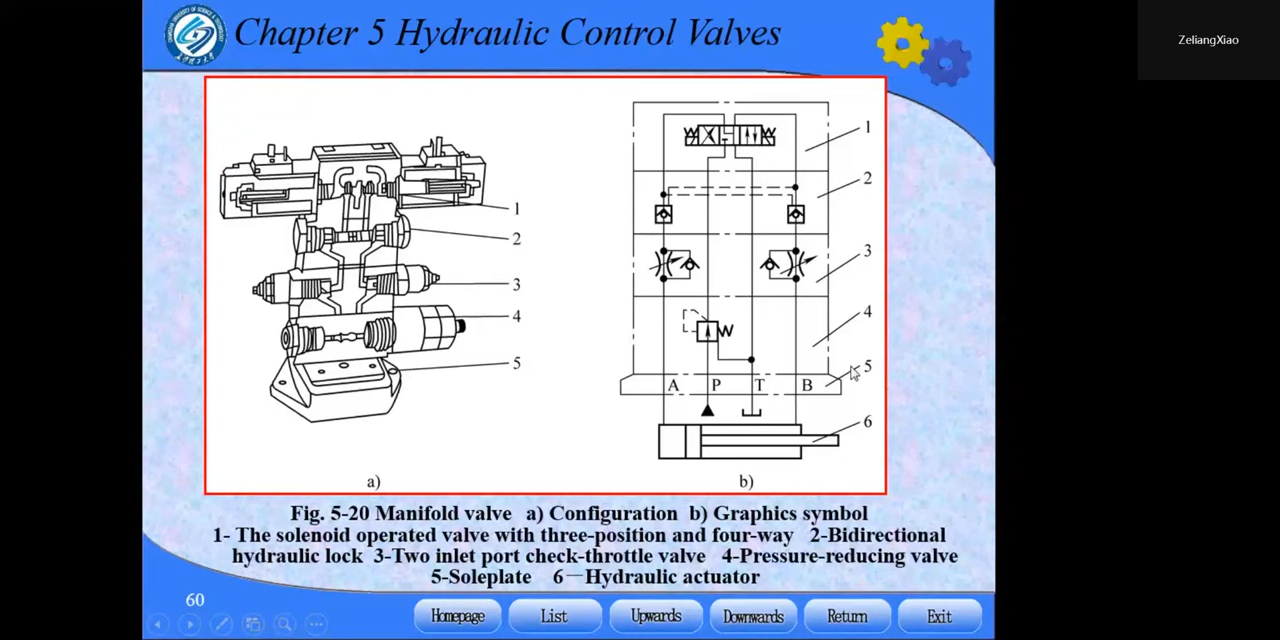 Chapter 5 Hydraulic Control Valves
ZeliangXiao
1
2
3
4
5
a)
1
2
3
4
5
A P T B
6
b)
Fig. 5-20 Manifold valve a) Configuration b) Graphics symbol
1- The solenoid operated valve with three-position and four-way 2-Bidirectional
hydraulic lock 3-Two inlet port check-throttle valve 4-Pressure-reducing valve
5-Soleplate 6—Hydraulic actuator
60
Homepage List Upwards Downwards Return Exit